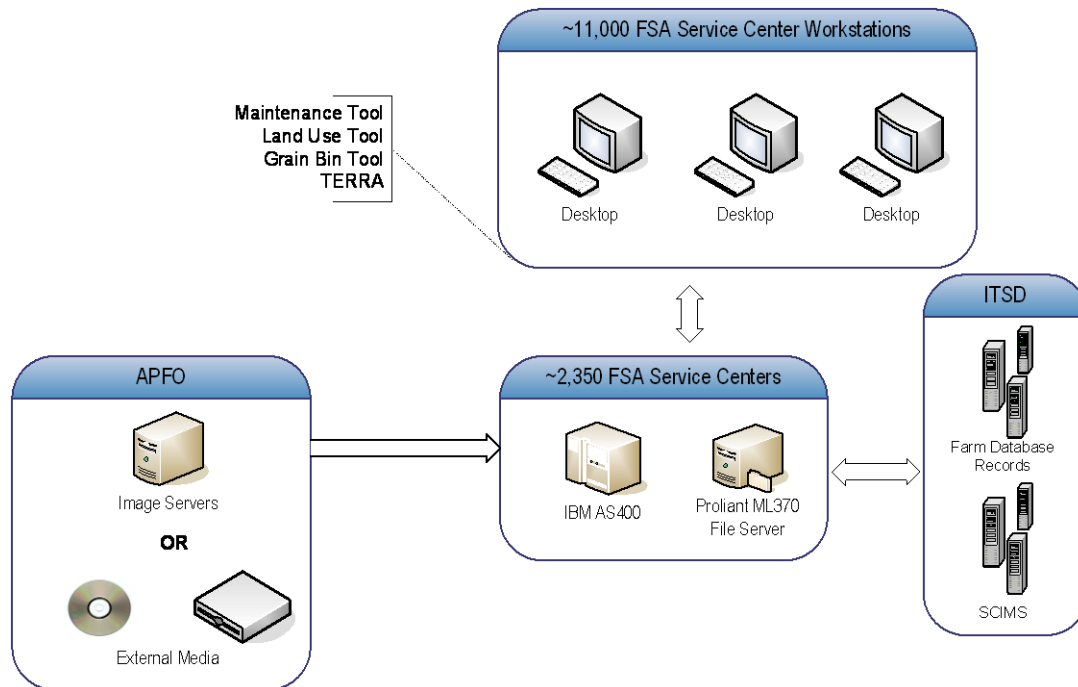 ~11,000 FSA Service Center Workstations
Maintenance Tool
Land Use Tool
Grain Bin Tool
TERRA
Desktop
Desktop
Desktop
ITSD
Farm Database
Records
SCIMS
APFO
Image Servers
OR
External Media
~2,350 FSA Service Centers
IBM AS400
Proliant ML370
File Server